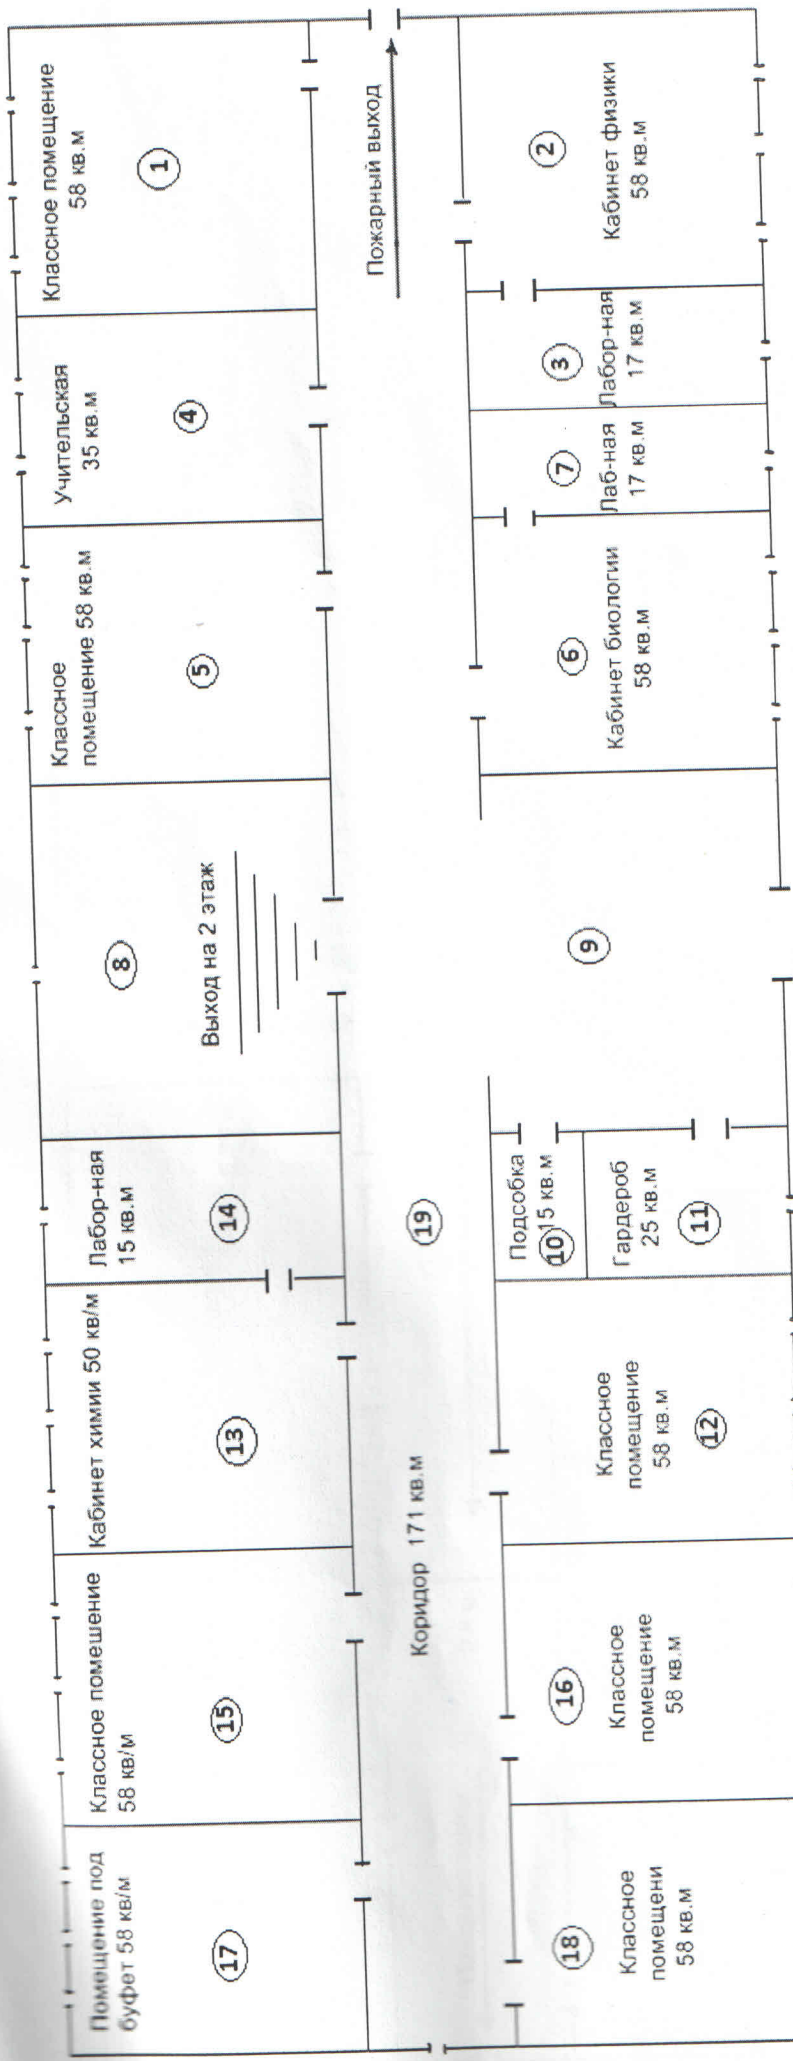 Помещение под
буфет 58 кв/м
17
Классное помешение
58 кв/м
15
Кабинет химии 50 кв/м
13
Лабор-ная
15 кв.м
14
8
Выход на 2 этаж
Классное
помещение 58 кв.м
5
Учительская
35 кв.м
4
Классное помещение
58 кв.м
1
Коридор 171 кв.м
19
Пожарный выход
18
Классное
помещени
58 кв.м
16
Классное
помещение
58 кв.м
Классное
помещение
58 кв.м
12
Подсобка
15 кв.м
10
Гардероб
25 кв.м
11
9
6
Кабинет биологии
58 кв.м
7
Лаб-ная
17 кв.м
3
Лабор-ная
17 кв.м
2
Кабинет физики
58 кв.м